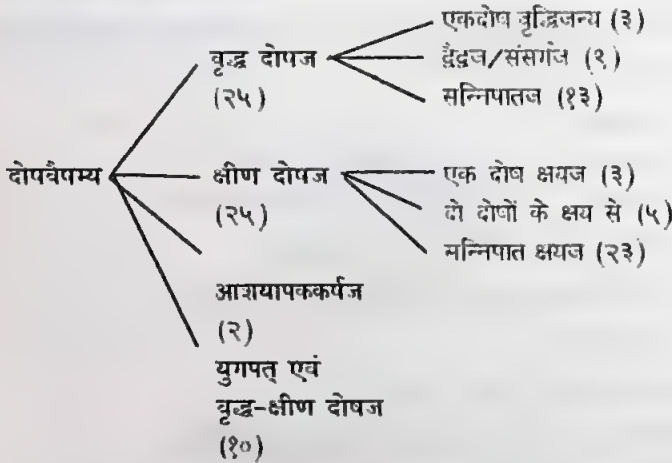 एकदोष वृद्धिजन्य (३)
वृद्ध दोषज
द्वैद्वज/संसर्गज (९)
(२५)
सन्निपातज (१३)
दोषवैषम्य
क्षीण दोषज
एक दोष क्षयज (३)
(२५)
दो दोषों के क्षय से (५)
सन्निपात क्षयज (२३)
आशयापककर्षज
(२)
युगपत् एवं
वृद्ध-क्षीण दोषज
(१०)